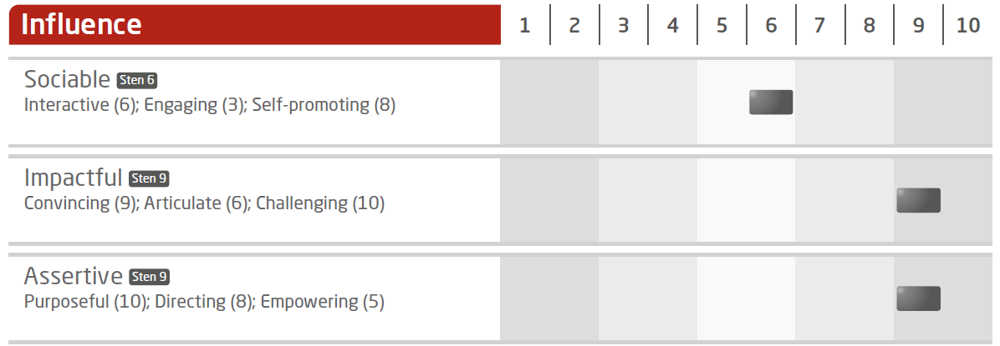 Influence 1 2 3 4 5 6 7 8 9 10
Sociable Sten 6
Interactive (6); Engaging (3); Self-promoting (8)
Impactful Sten 9
Convincing (9); Articulate (6); Challenging (10)
Assertive Sten 9
Purposeful (10); Directing (8); Empowering (5)